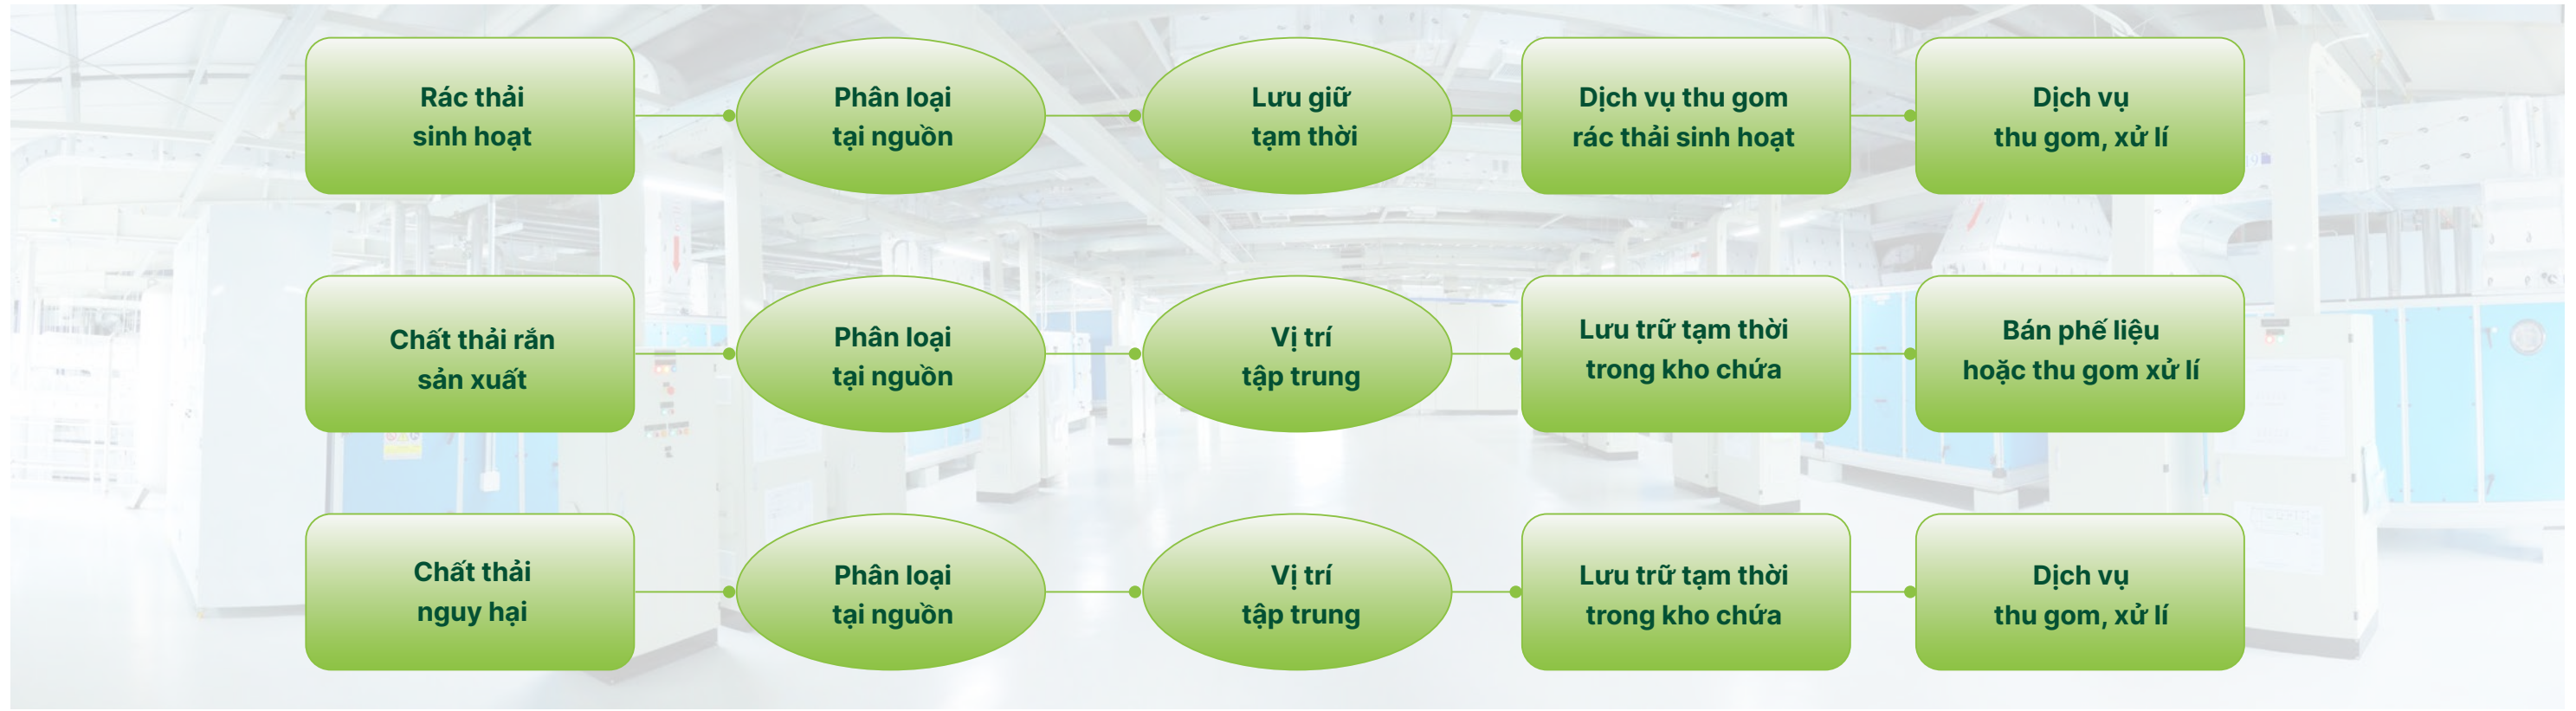 Rác thải
sinh hoạt
Phân loại
tại nguồn
Lưu giữ
tạm thời
Dịch vụ thu gom
rác thải sinh hoạt
Dịch vụ
thu gom, xử lí
Chất thải rắn
sản xuất
Phân loại
tại nguồn
Vị trí
tập trung
Lưu trữ tạm thời
trong kho chứa
Bán phế liệu
hoặc thu gom xử lí
Chất thải
nguy hại
Phân loại
tại nguồn
Vị trí
tập trung
Lưu trữ tạm thời
trong kho chứa
Dịch vụ
thu gom, xử lí